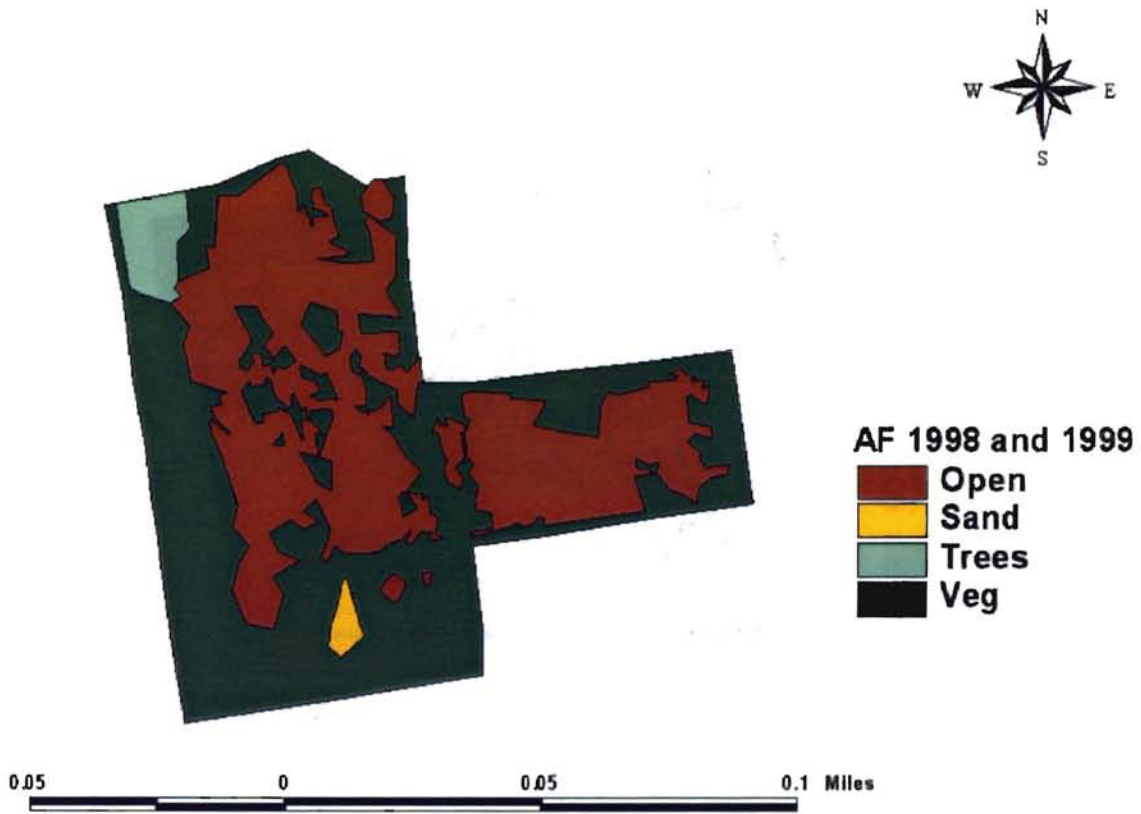 N
W E
S
AF 1998 and 1999
Open
Sand
Trees
Veg
0.05 0 0.05 0.1 Miles